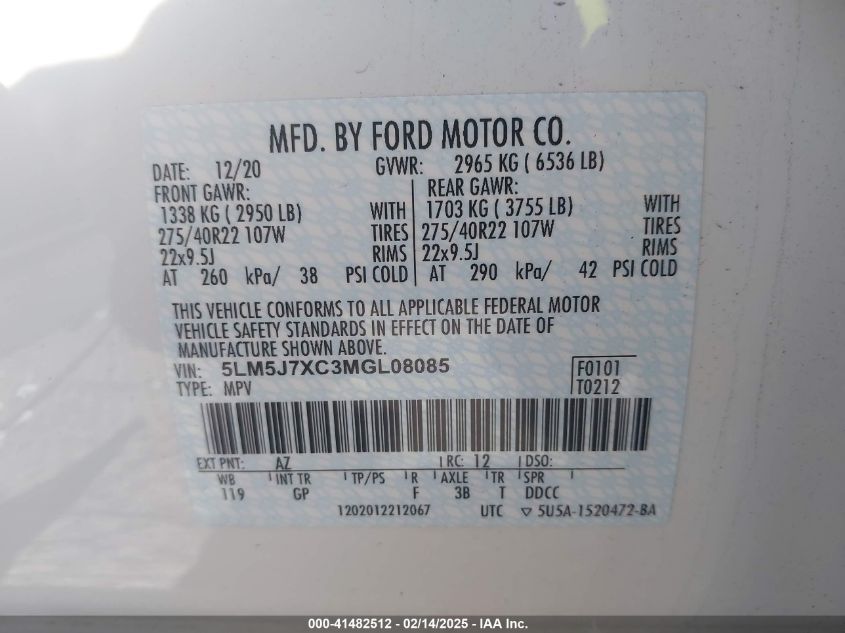 MFD. BY FORD MOTOR CO.
DATE: 12/20 GVWR: 2965 KG ( 6536 LB)
FRONT GAWR: REAR GAWR:
1338 KG ( 2950 LB) WITH 1703 KG ( 3755 LB) WITH
275/40R22 107W TIRES 275/40R22 107W TIRES
22x9.5J RIMS 22x9.5J RIMS
AT 260 kPa/ 38 PSI COLD AT 290 kPa/ 42 PSI COLD
THIS VEHICLE CONFORMS TO ALL APPLICABLE FEDERAL MOTOR
VEHICLE SAFETY STANDARDS IN EFFECT ON THE DATE OF
MANUFACTURE SHOWN ABOVE.
VIN: 5LM5J7XC3MGL08085 F0101
TYPE: MPV T0212
EXT PNT: AZ RC: 12 DSO:
WB INT TR TP/PS R AXLE TR SPR
119 GP F 3B T DDCC
1202012212067 UTC ▽ 5U5A-1520472-BA
000-41482512 - 02/14/2025 - IAA Inc.